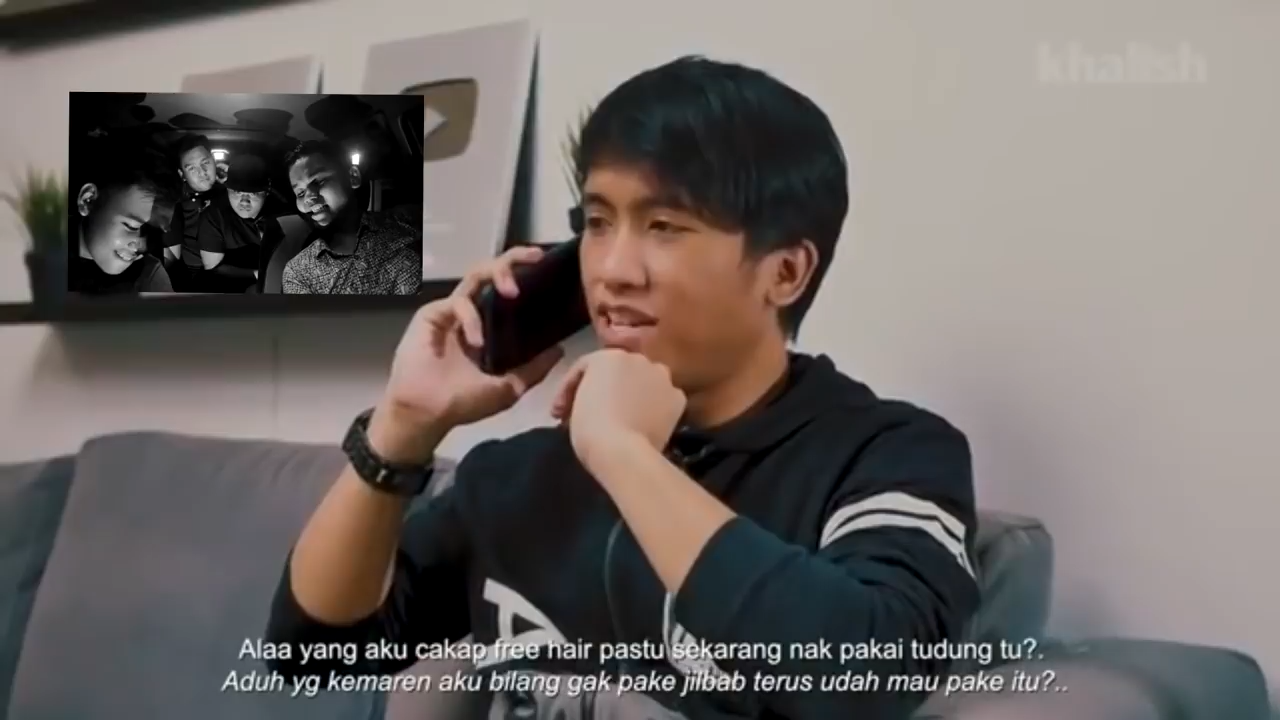 khalish
Alaa yang aku cakap free hair pastu sekarang nak pakai tudung tu?.
Aduh yg kemaren aku bilang gak pake jilbab terus udah mau pake itu?..